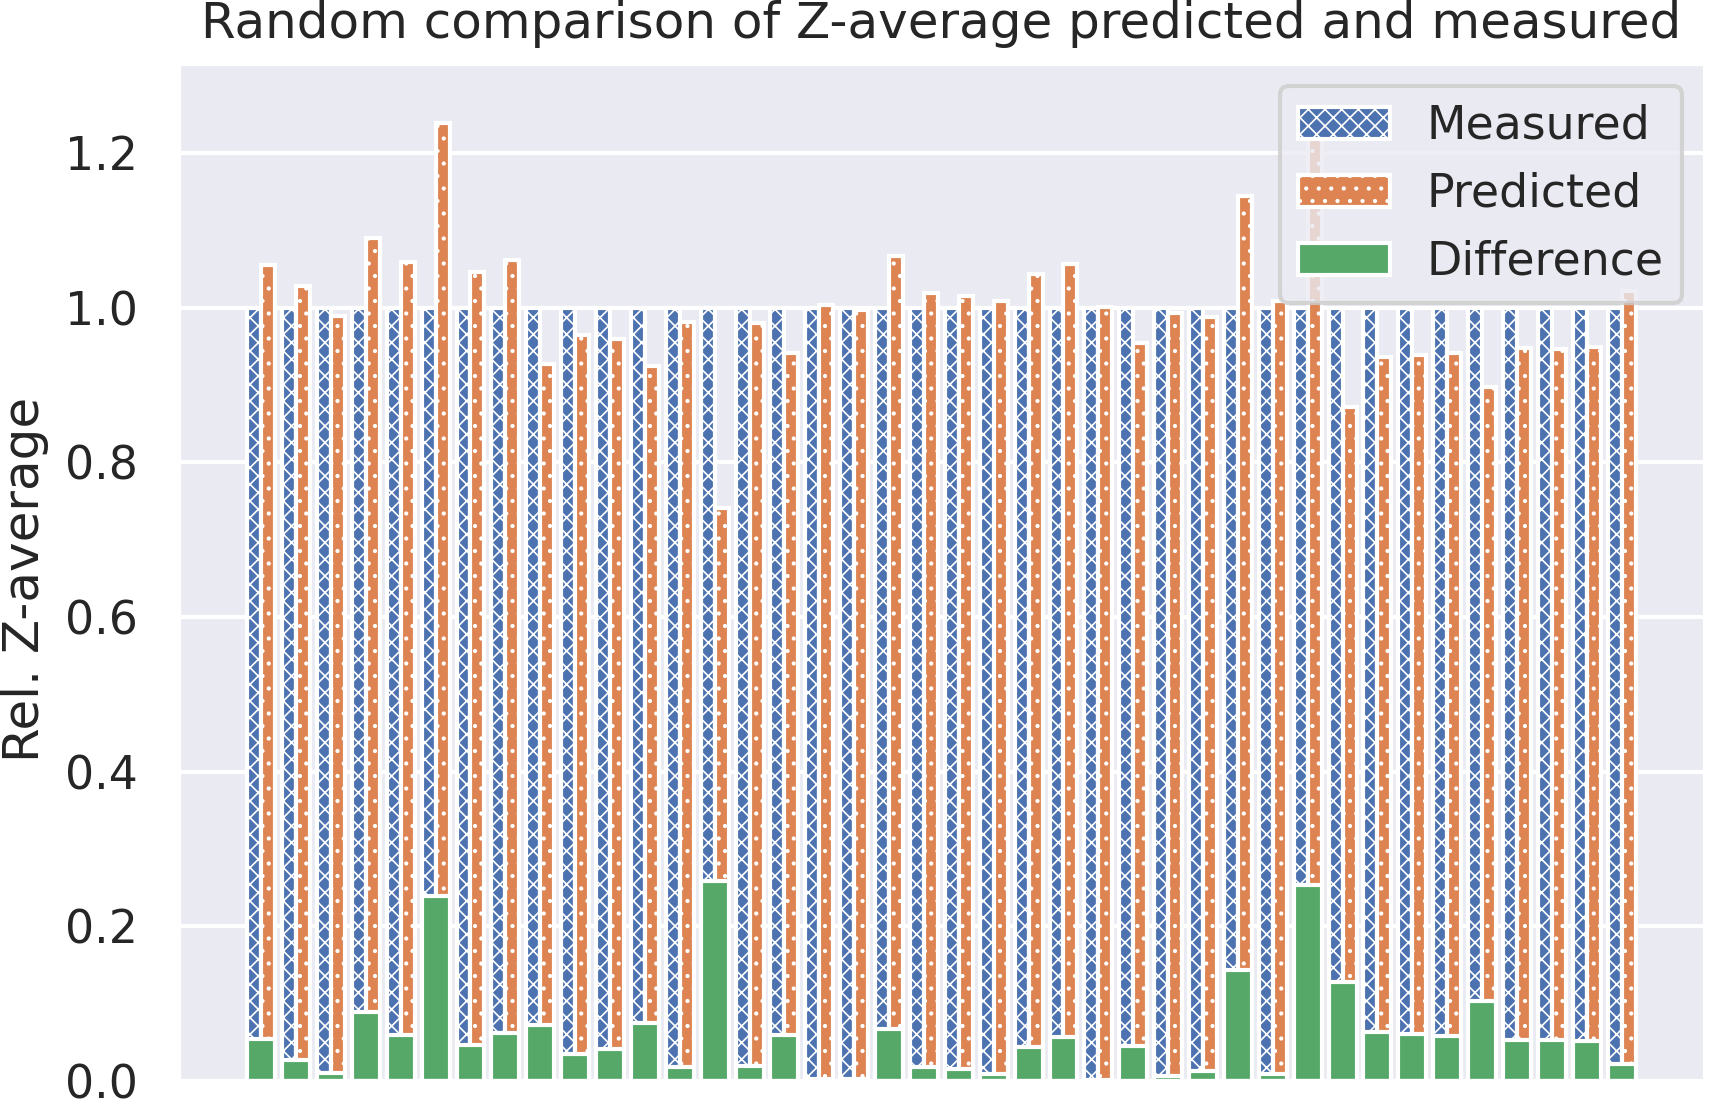 Random comparison of Z-average predicted and measured
Measured
Predicted
Difference
Rel. Z-average
1.2
1.0
0.8
0.6
0.4
0.2
0.0